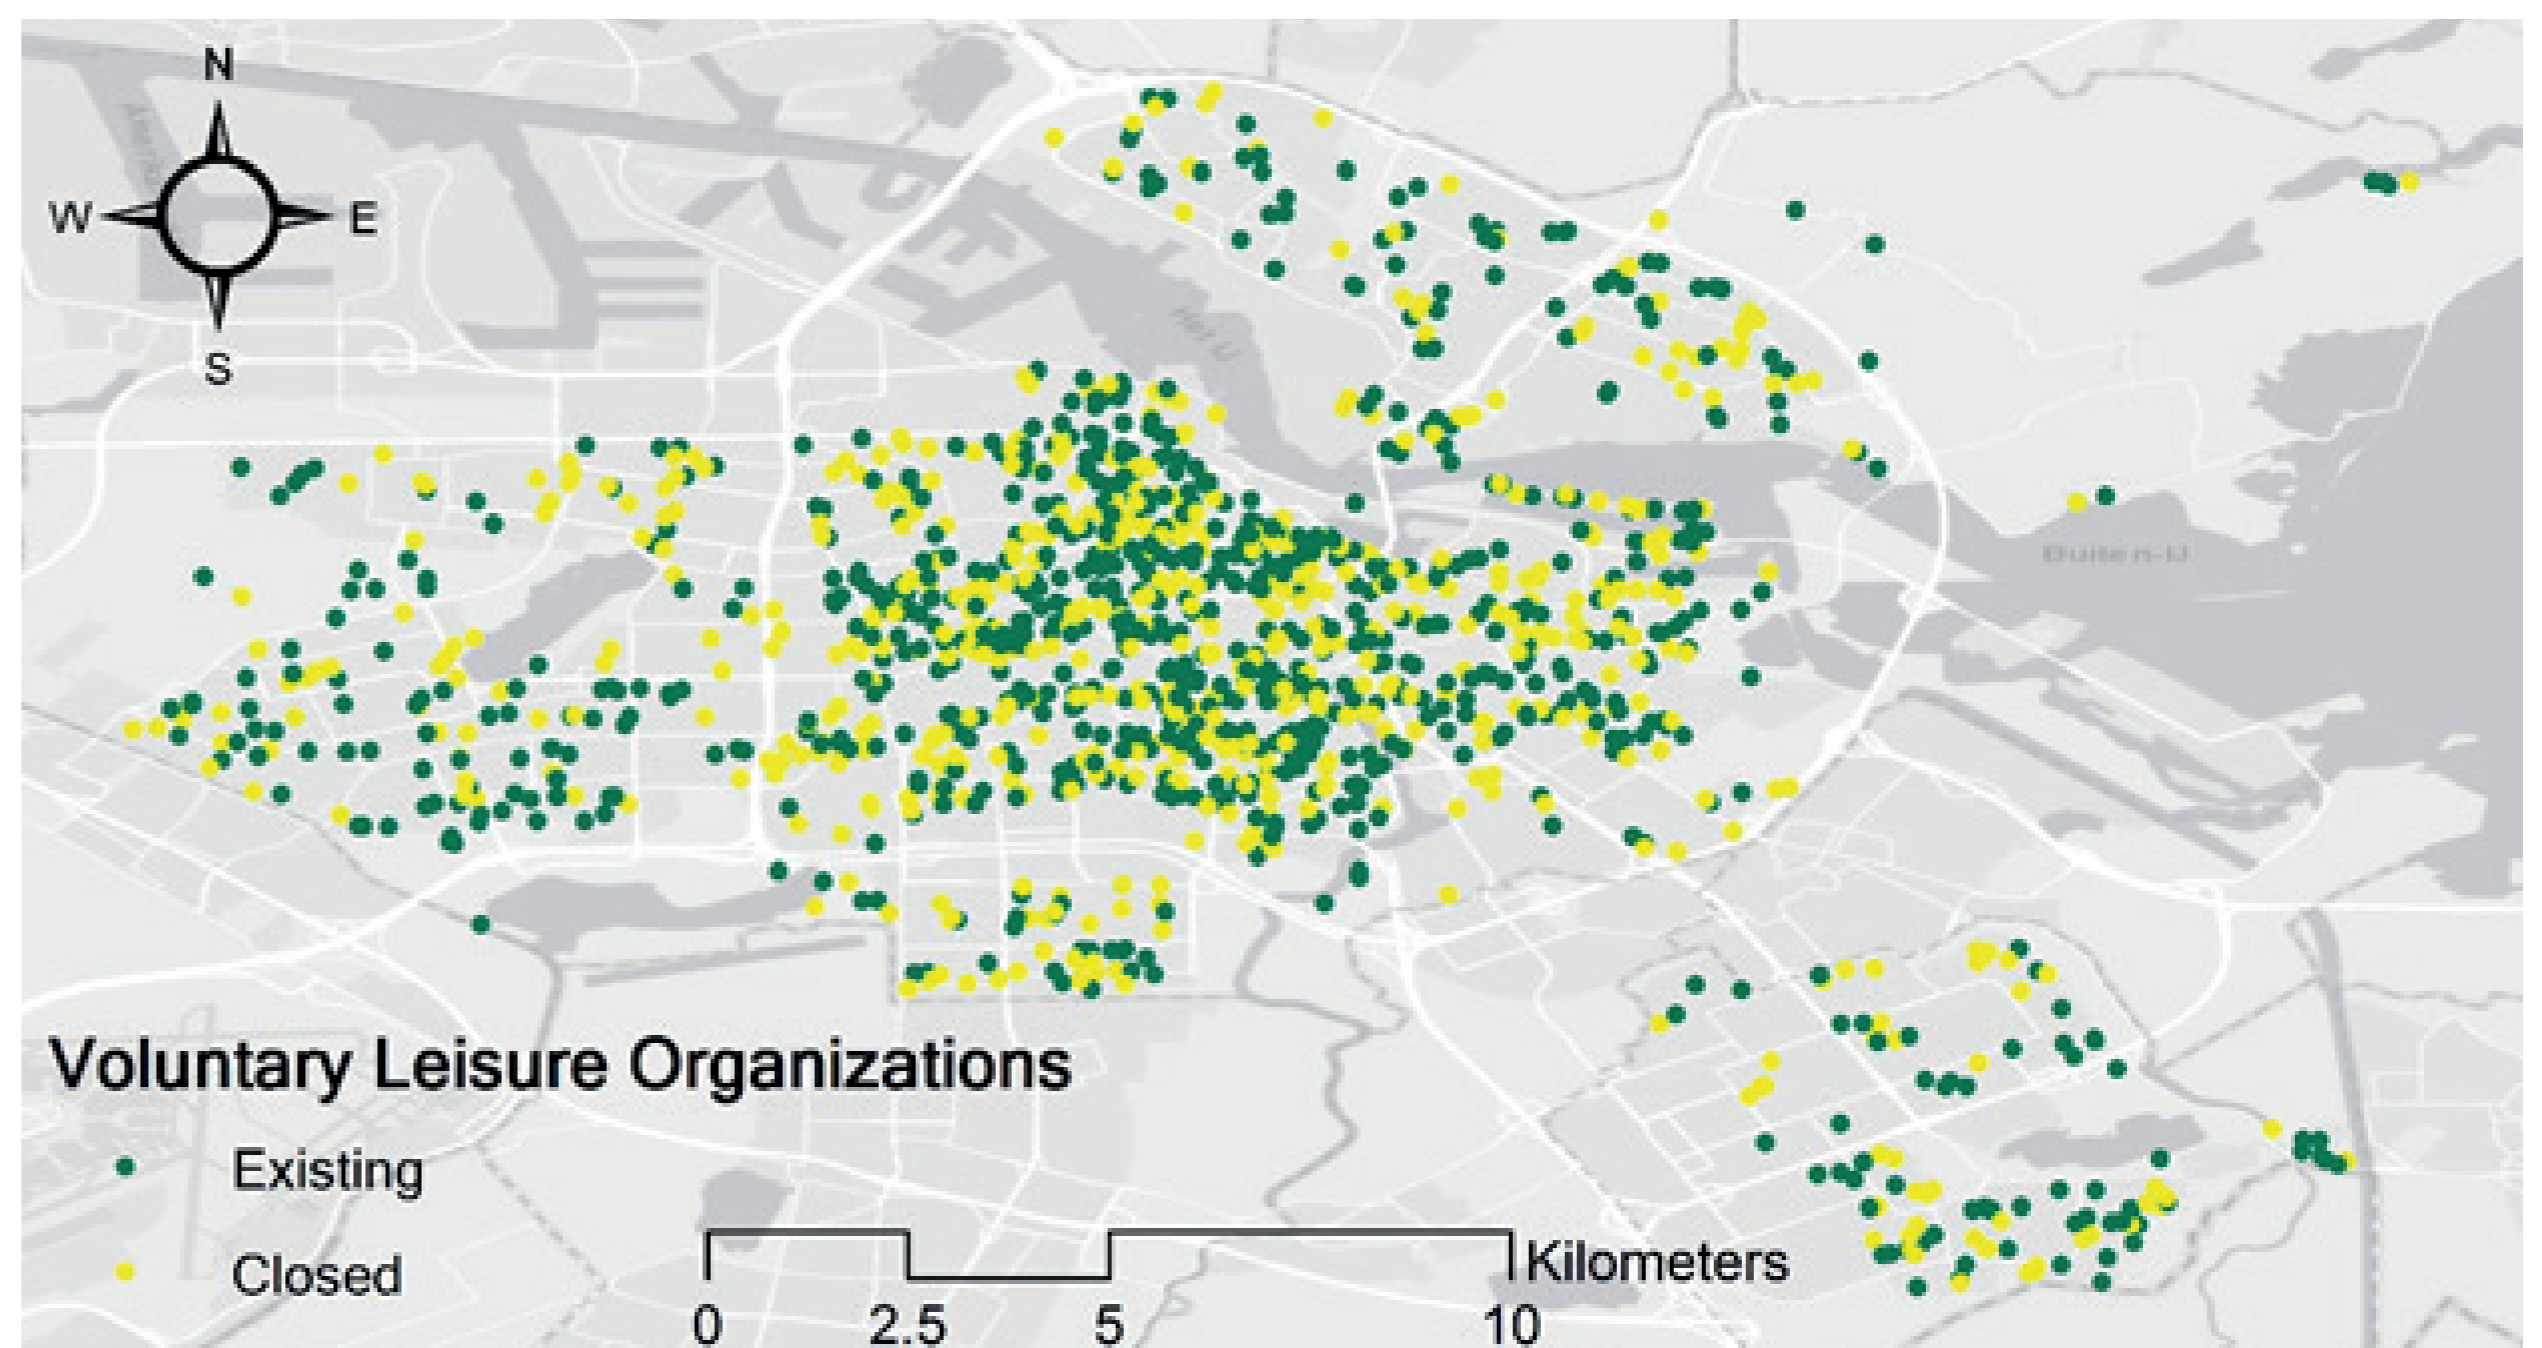 N
W E
S
Het IJ
Buiten-IJ
Voluntary Leisure Organizations
Existing
Closed
Kilometers
0 2.5 5 10